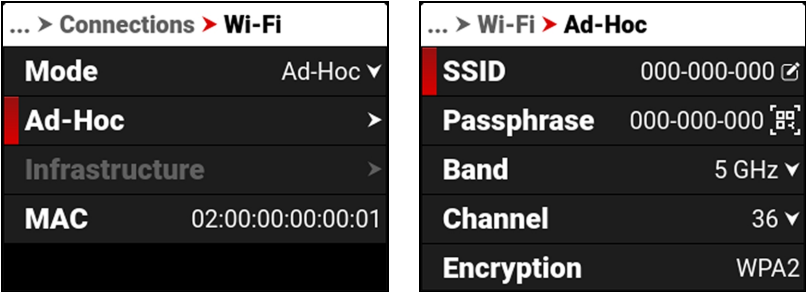 ... > Connections > Wi-Fi
Mode Ad-Hoc
Ad-Hoc
Infrastructure
MAC 02:00:00:00:00:01
... > Wi-Fi > Ad-Hoc
SSID 000-000-000
Passphrase 000-000-000
Band 5 GHz
Channel 36
Encryption WPA2